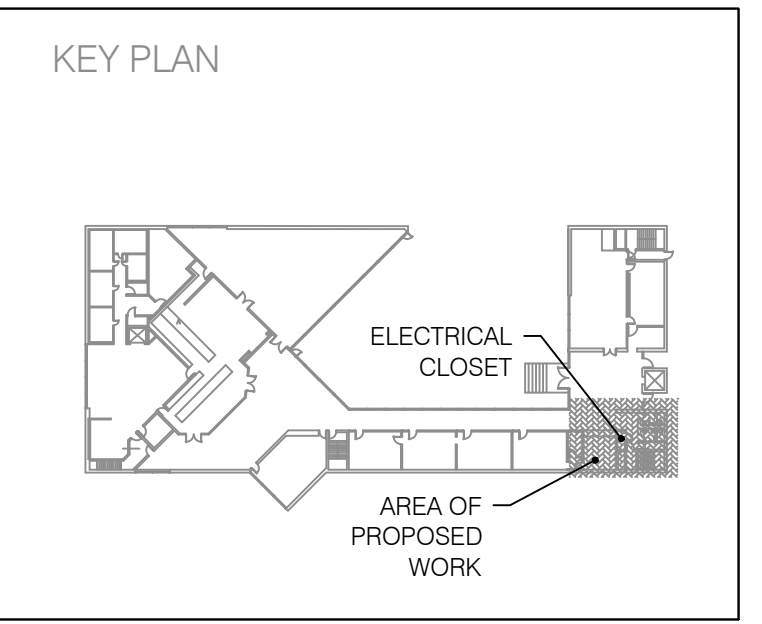 KEY PLAN
ELECTRICAL
CLOSET
AREA OF
PROPOSED
WORK